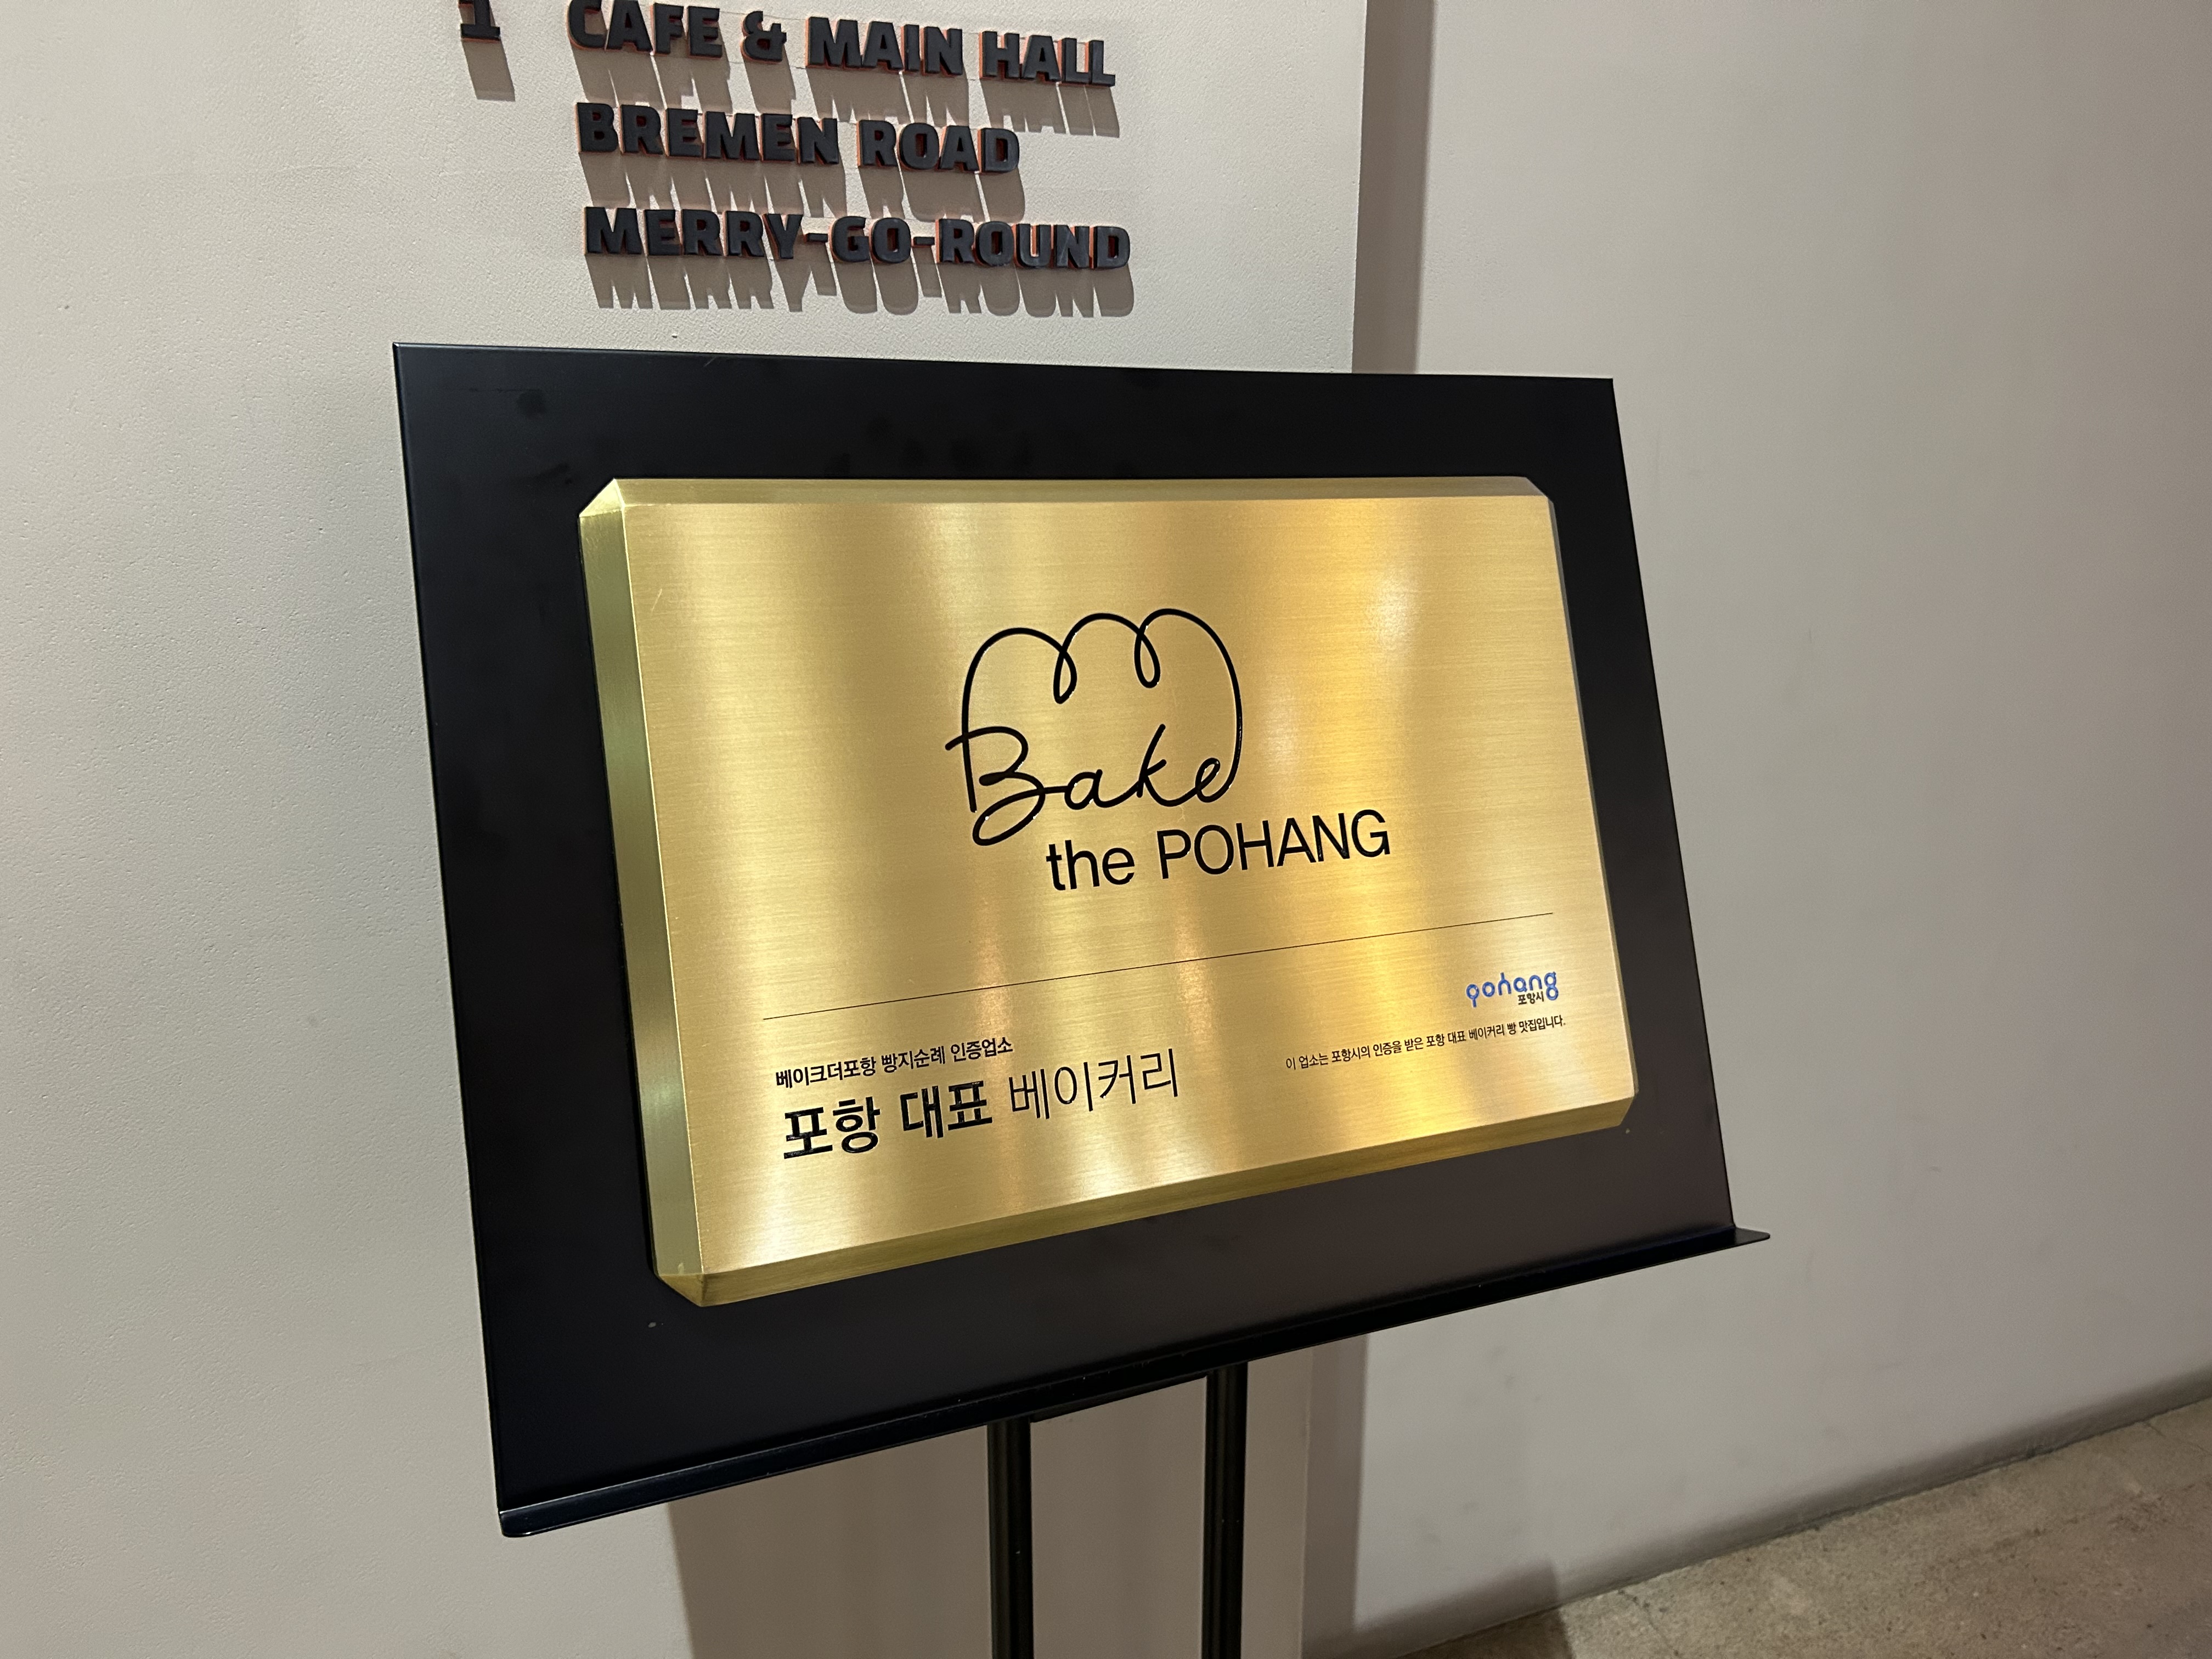 1 CAFE & MAIN HALL
BREMEN ROAD
MERRY-GO-ROUND
Bake
the POHANG
pohang
포항시
베이크더포항 빵지순례 인증업소
포항 대표 베이커리
이 업소는 포항시의 인증을 받은 포항 대표 베이커리 빵 맛집입니다.